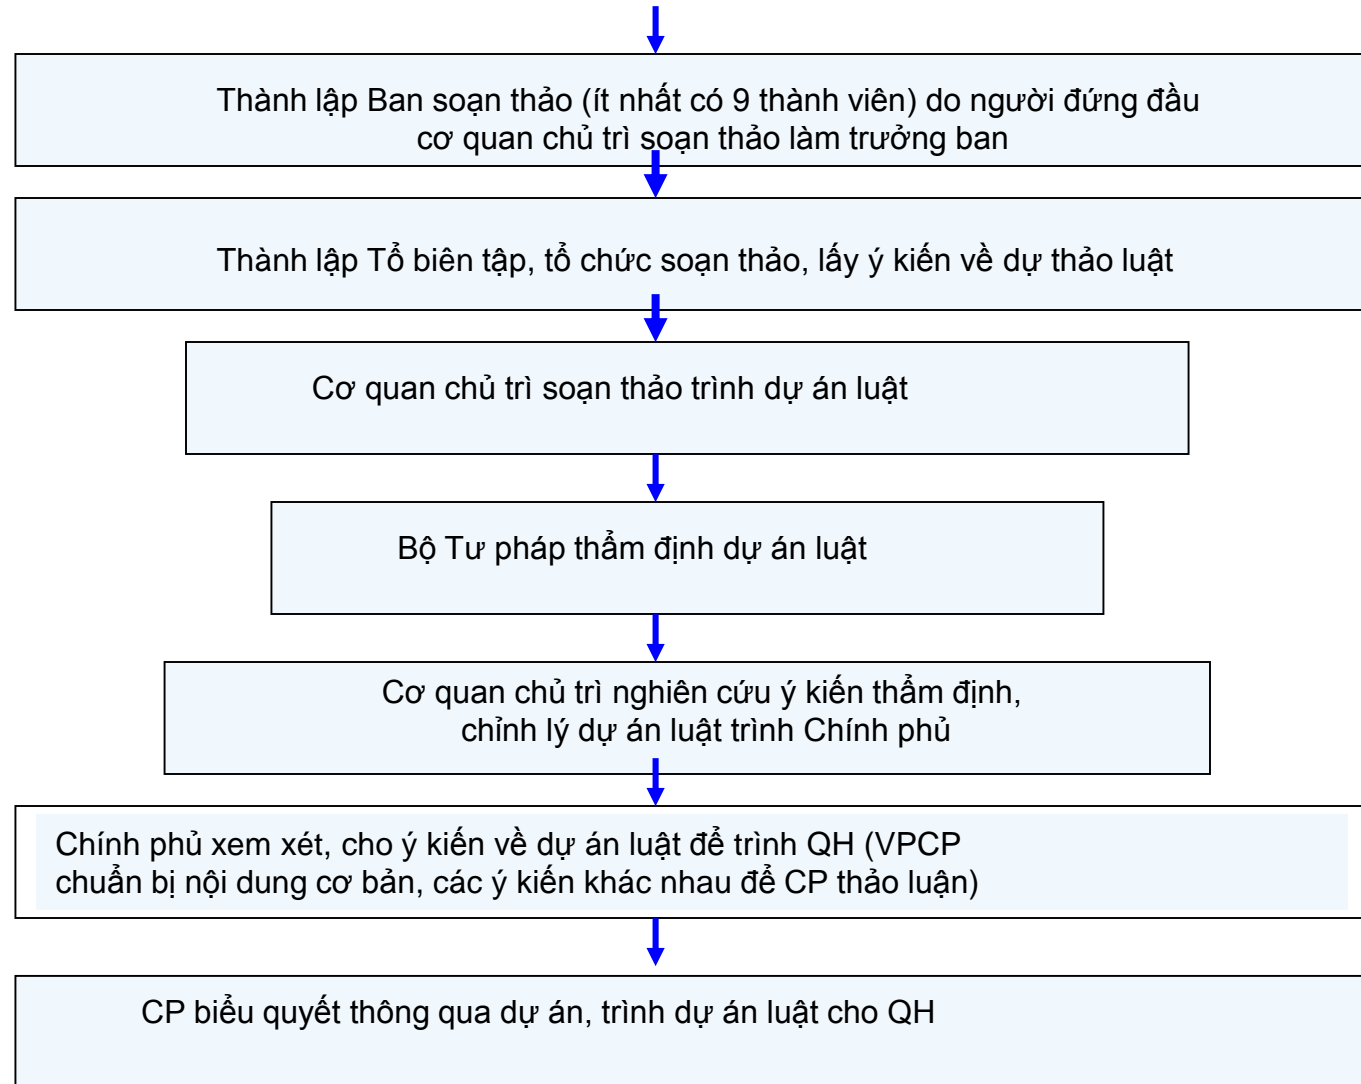 Thành lập Ban soạn thảo (ít nhất có 9 thành viên) do người đứng đầu
cơ quan chủ trì soạn thảo làm trưởng ban
Thành lập Tổ biên tập, tổ chức soạn thảo, lấy ý kiến về dự thảo luật
Cơ quan chủ trì soạn thảo trình dự án luật
Bộ Tư pháp thẩm định dự án luật
Cơ quan chủ trì nghiên cứu ý kiến thẩm định,
chỉnh lý dự án luật trình Chính phủ
Chính phủ xem xét, cho ý kiến về dự án luật để trình QH (VPCP
chuẩn bị nội dung cơ bản, các ý kiến khác nhau để CP thảo luận)
CP biểu quyết thông qua dự án, trình dự án luật cho QH